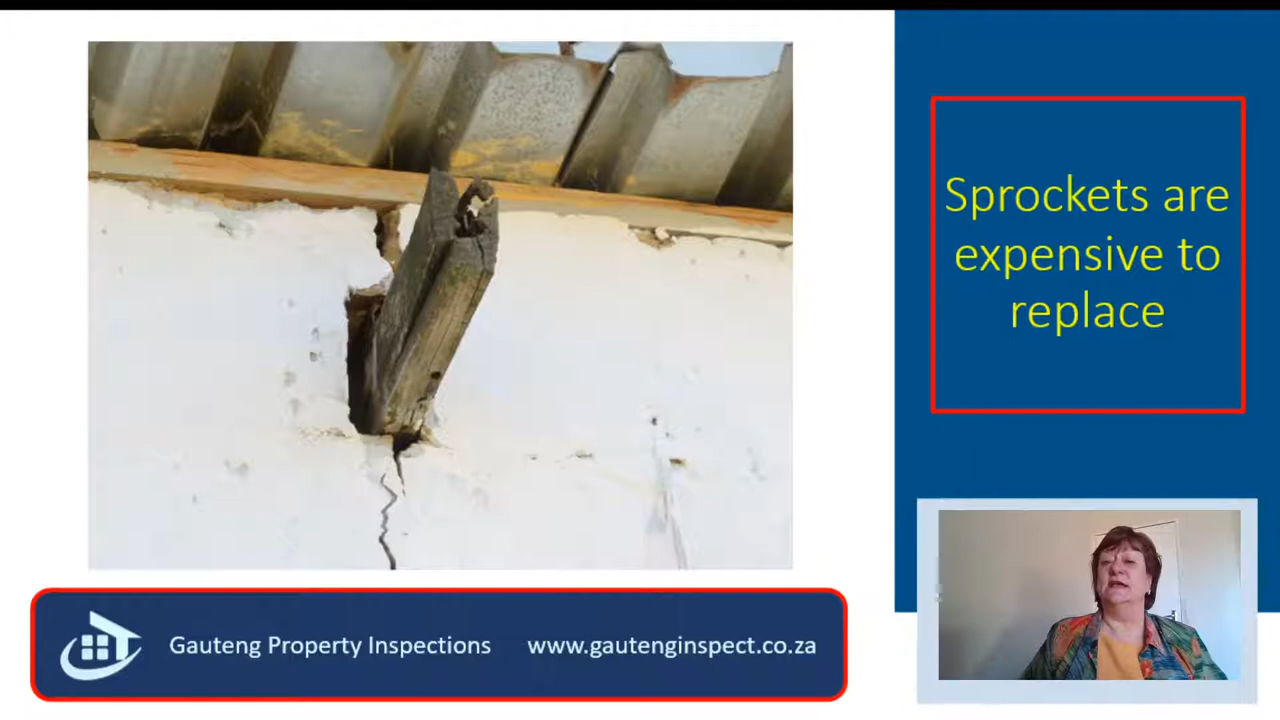 Sprockets are
expensive to
replace
Gauteng Property Inspections www.gautenginspect.co.za